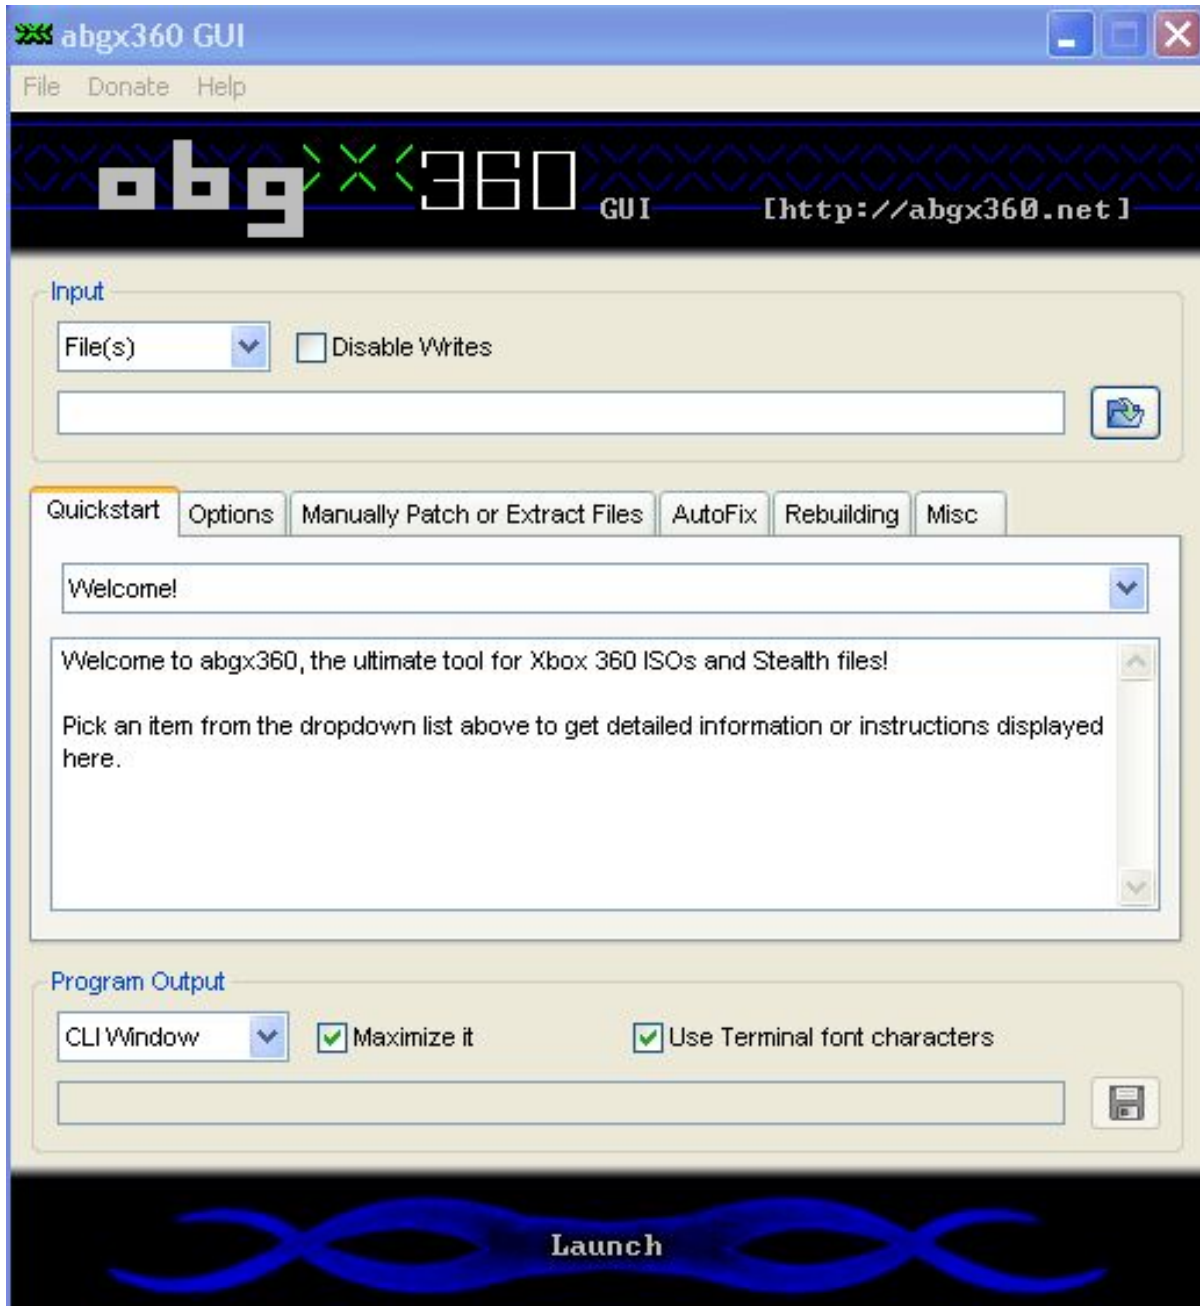 abgx360 GUI
File Donate Help
abgx360 GUI [http://abgx360.net]
Input
File(s) Disable Writes
Quickstart Options Manually Patch or Extract Files AutoFix Rebuilding Misc
Welcome!
Welcome to abgx360, the ultimate tool for Xbox 360 ISOs and Stealth files!
Pick an item from the dropdown list above to get detailed information or instructions displayed
here.
Program Output
CLI Window Maximize it Use Terminal font characters
Launch